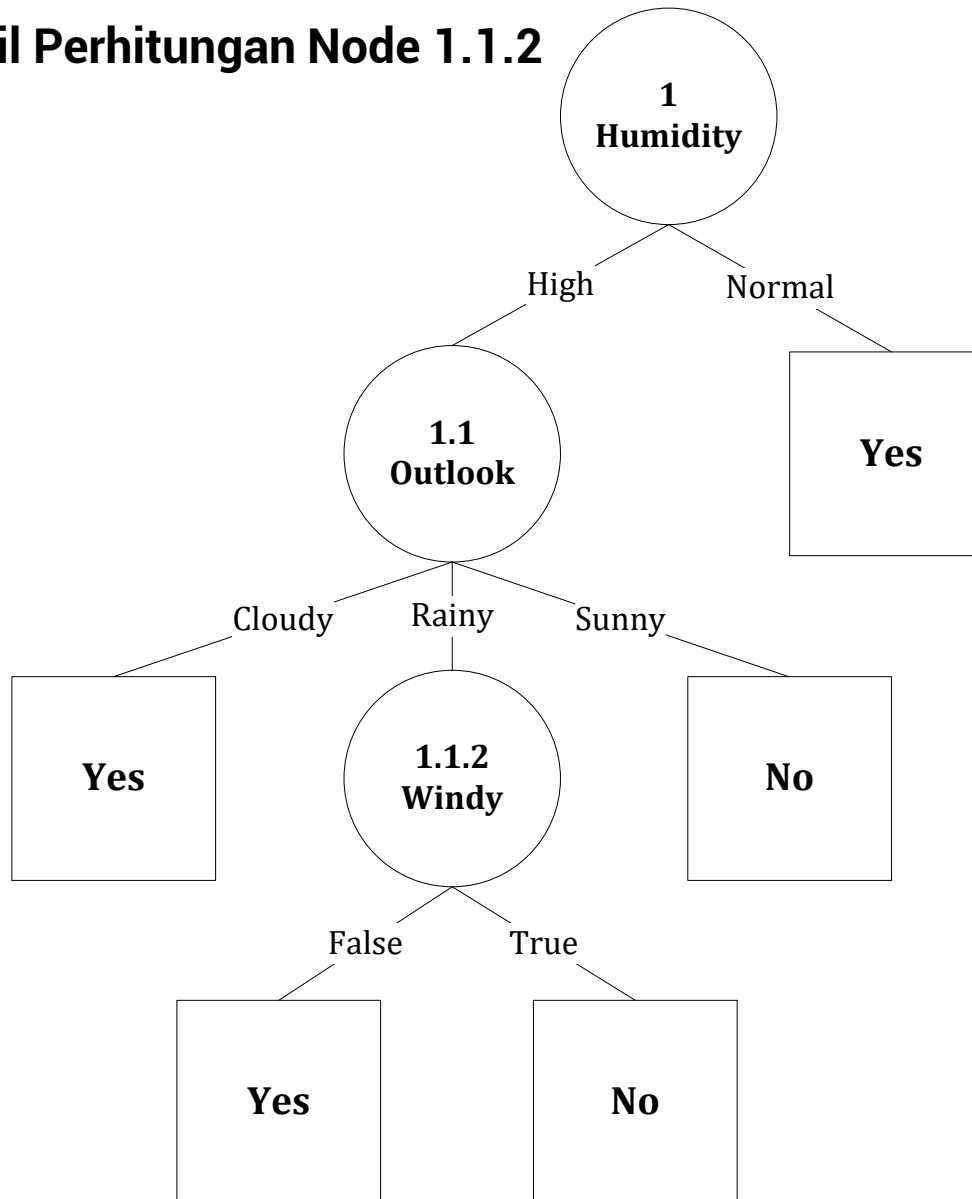 il Perhitungan Node 1.1.2
1
Humidity
High
Normal
1.1
Outlook
Yes
Cloudy
Rainy
Sunny
Yes
1.1.2
Windy
No
False
True
Yes
No